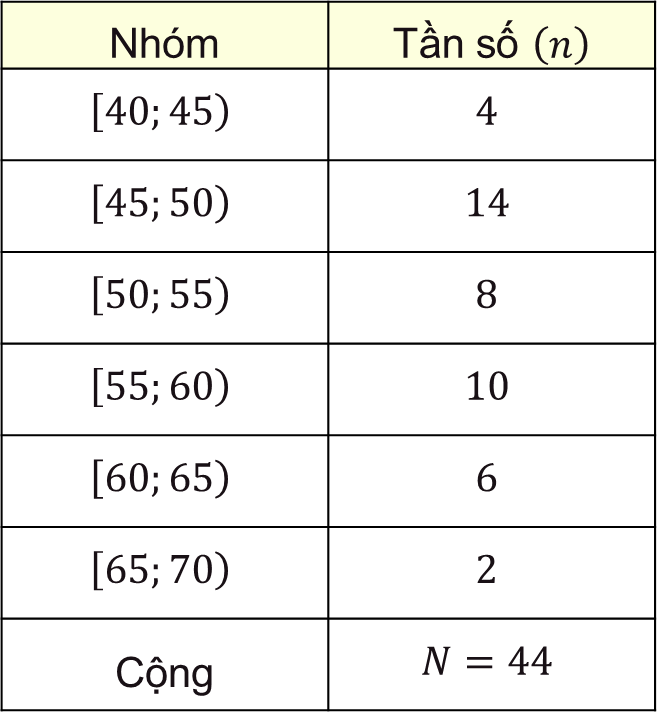 Nhóm Tần số (n)
[40; 45) 4
[45; 50) 14
[50; 55) 8
[55; 60) 10
[60; 65) 6
[65; 70) 2
Cộng N = 44